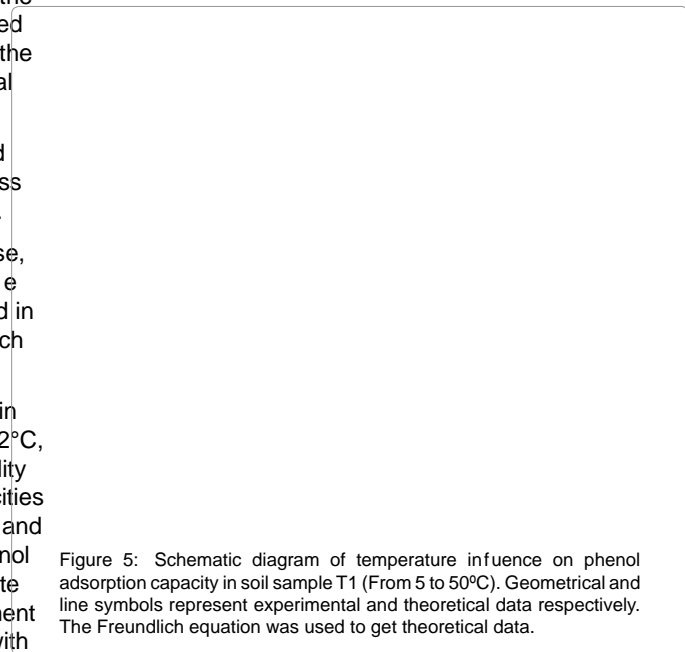 the
ed
the
al
d
ss
se,
e
d in
ch
in
2°C,
lity
cities
and
nol
te
ent
with
Figure 5: Schematic diagram of temperature infuence on phenol
adsorption capacity in soil sample T1 (From 5 to 50ºC). Geometrical and
line symbols represent experimental and theoretical data respectively.
The Freundlich equation was used to get theoretical data.